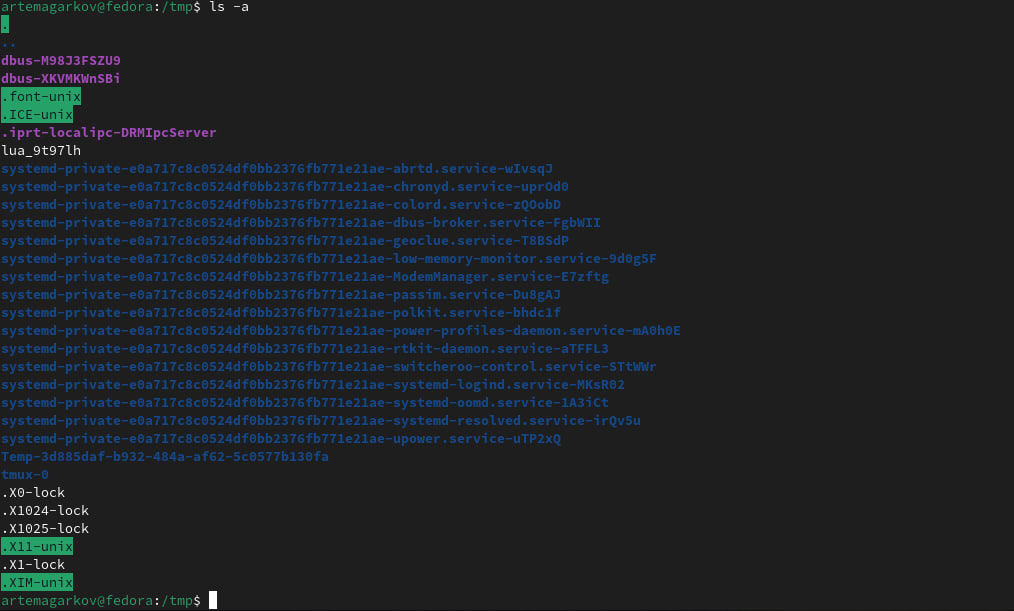 artemagarkov@fedora:/tmp$ ls -a
.
..
dbus-M98J3FSZU9
dbus-XKVMKWnSBi
.font-unix
.ICE-unix
.iprt-localipc-DRMIpcServer
lua_9t97lh
systemd-private-e0a717c8c0524df0bb2376fb771e21ae-abrtd.service-wIvsqJ
systemd-private-e0a717c8c0524df0bb2376fb771e21ae-chronyd.service-uprOd0
systemd-private-e0a717c8c0524df0bb2376fb771e21ae-colord.service-zQOobD
systemd-private-e0a717c8c0524df0bb2376fb771e21ae-dbus-broker.service-FgbWII
systemd-private-e0a717c8c0524df0bb2376fb771e21ae-geoclue.service-T8BSdP
systemd-private-e0a717c8c0524df0bb2376fb771e21ae-low-memory-monitor.service-9d0g5F
systemd-private-e0a717c8c0524df0bb2376fb771e21ae-ModemManager.service-E7zftg
systemd-private-e0a717c8c0524df0bb2376fb771e21ae-passim.service-Du8gAJ
systemd-private-e0a717c8c0524df0bb2376fb771e21ae-polkit.service-bhdc1f
systemd-private-e0a717c8c0524df0bb2376fb771e21ae-power-profiles-daemon.service-mA0h0E
systemd-private-e0a717c8c0524df0bb2376fb771e21ae-rtkit-daemon.service-aTFFL3
systemd-private-e0a717c8c0524df0bb2376fb771e21ae-switcheroo-control.service-STtWWr
systemd-private-e0a717c8c0524df0bb2376fb771e21ae-systemd-logind.service-MKsR02
systemd-private-e0a717c8c0524df0bb2376fb771e21ae-systemd-oomd.service-1A3iCt
systemd-private-e0a717c8c0524df0bb2376fb771e21ae-systemd-resolved.service-irQv5u
systemd-private-e0a717c8c0524df0bb2376fb771e21ae-upower.service-uTP2xQ
Temp-3d885daf-b932-484a-af62-5c0577b130fa
tmux-0
.X0-lock
.X1024-lock
.X1025-lock
.X11-unix
.X1-lock
.XIM-unix
artemagarkov@fedora:/tmp$